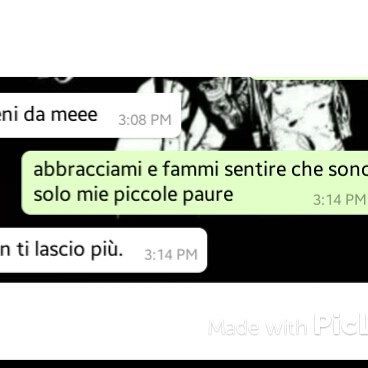 eni da meee 3:08 PM
abbracciami e fammi sentire che sono
solo mie piccole paure 3:14 PM
n ti lascio più. 3:14 PM
Made with PicL